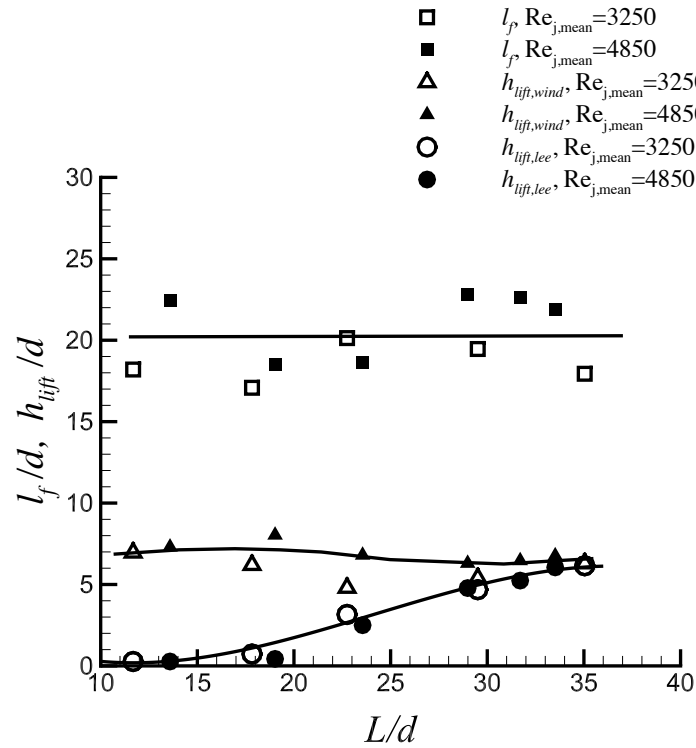 l_f, Re_j,mean=3250
l_f, Re_j,mean=4850
h_lift,wind, Re_j,mean=3250
h_lift,wind, Re_j,mean=4850
h_lift,lee, Re_j,mean=3250
h_lift,lee, Re_j,mean=4850
30
25
20
15
10
5
0
l_f/d, h_lift/d
10 15 20 25 30 35 40
L/d